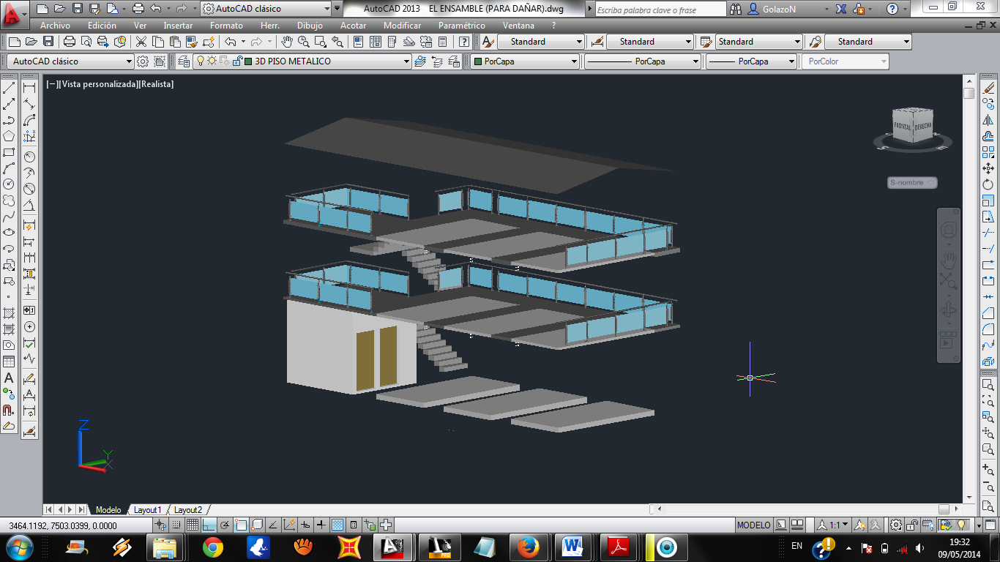 AutoCAD clásico
AutoCAD 2013 EL ENSAMBLE (PARA DAÑAR).dwg
Escriba palabra clave o frase
GolazoN
Archivo Edición Ver Insertar Formato Herr. Dibujo Acotar Modificar Paramétrico Ventana ?
Standard Standard Standard Standard
AutoCAD clásico 3D PISO METALICO PorCapa PorCapa PorCapa PorColor
[−][Vista personalizada][Realista]
FRONTAL DERECHA
S E
S-nombre
Z
Y
X
A
A
Modelo Layout1 Layout2
3464.1192, 7503.0399, 0.0000 MODELO 1:1
EN 19:32
09/05/2014